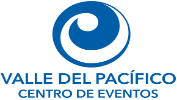 VALLE DEL PACÍFICO
CENTRO DE EVENTOS